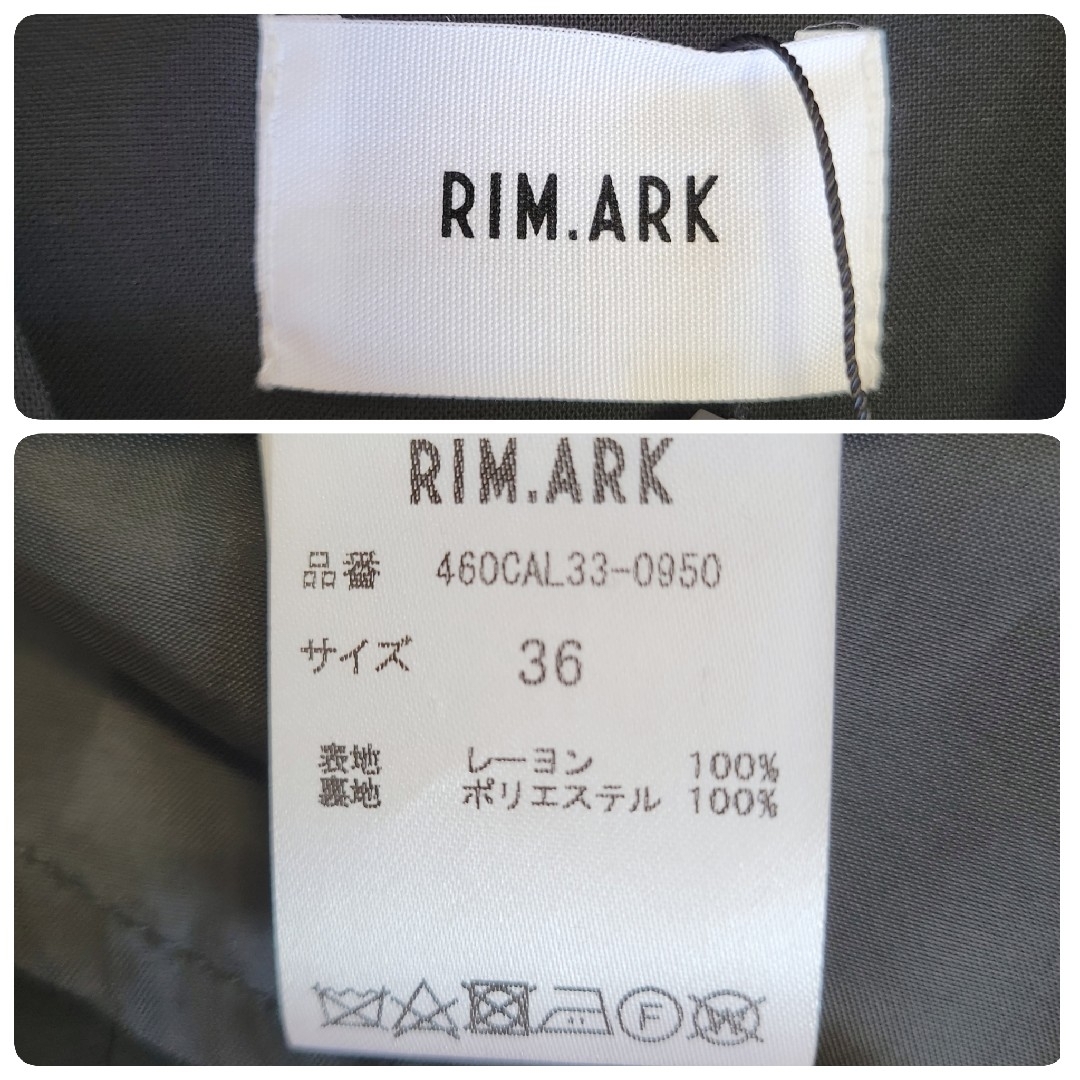 RIM.ARK
RIM.ARK
品番 460CAL33-0950
サイズ 36
表地 レーヨン 100%
裏地 ポリエステル 100%
F
W